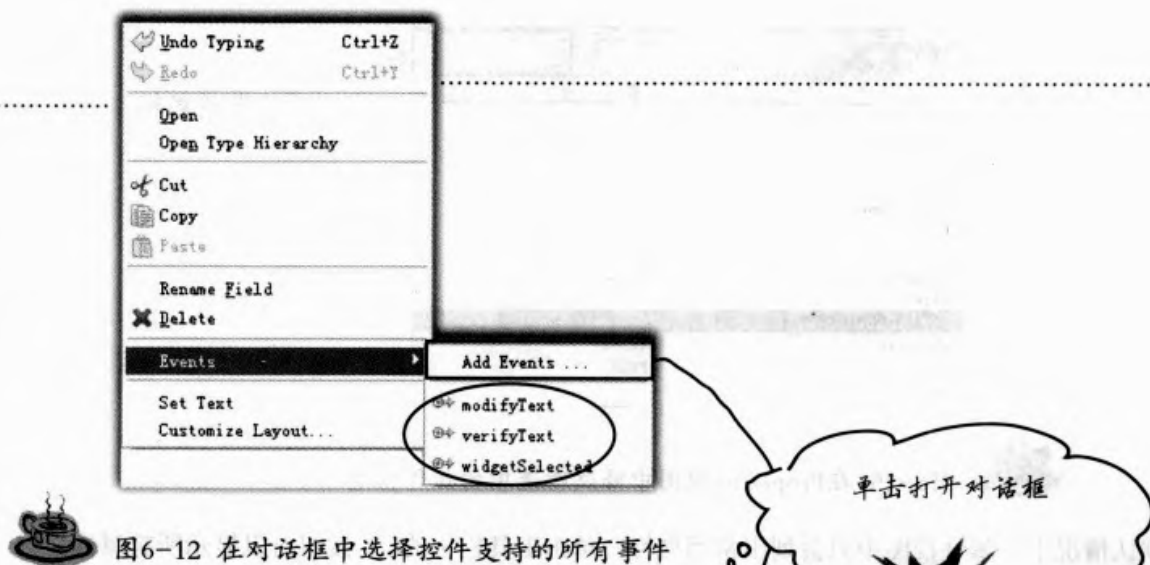 Undo Typing Ctrl+Z
Redo Ctrl+Y
Open
Open Type Hierarchy
Cut
Copy
Paste
Rename Field
Delete
Events
Add Events ...
modifyText
verifyText
widgetSelected
Set Text
Customize Layout...
单击打开对话框
图6-12 在对话框中选择控件支持的所有事件